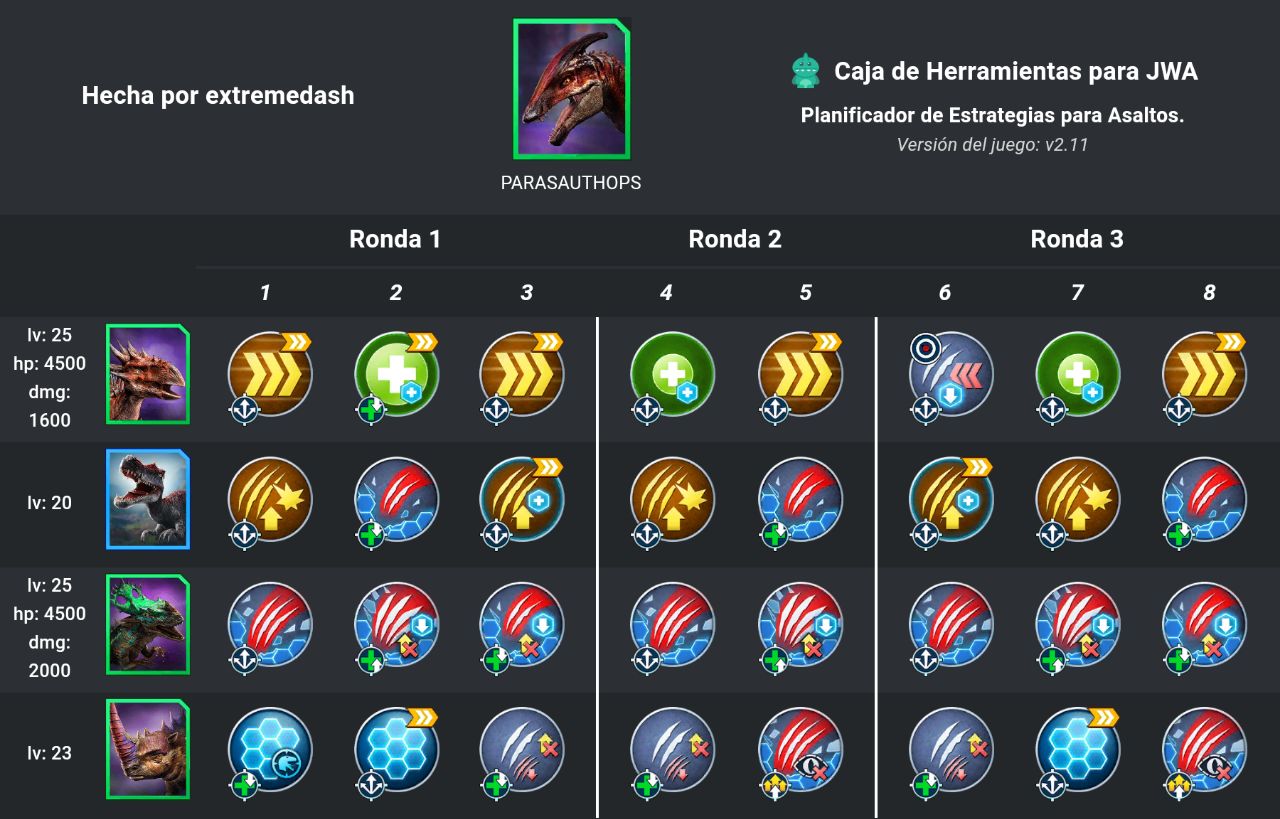 Hecha por extremedash
Caja de Herramientas para JWA
Planificador de Estrategias para Asaltos.
Versión del juego: v2.11
PARASAUTHOPS
Ronda 1
Ronda 2
Ronda 3
1 2 3 4 5 6 7 8
lv: 25
hp: 4500
dmg:
1600
lv: 20
lv: 25
hp: 4500
dmg:
2000
lv: 23